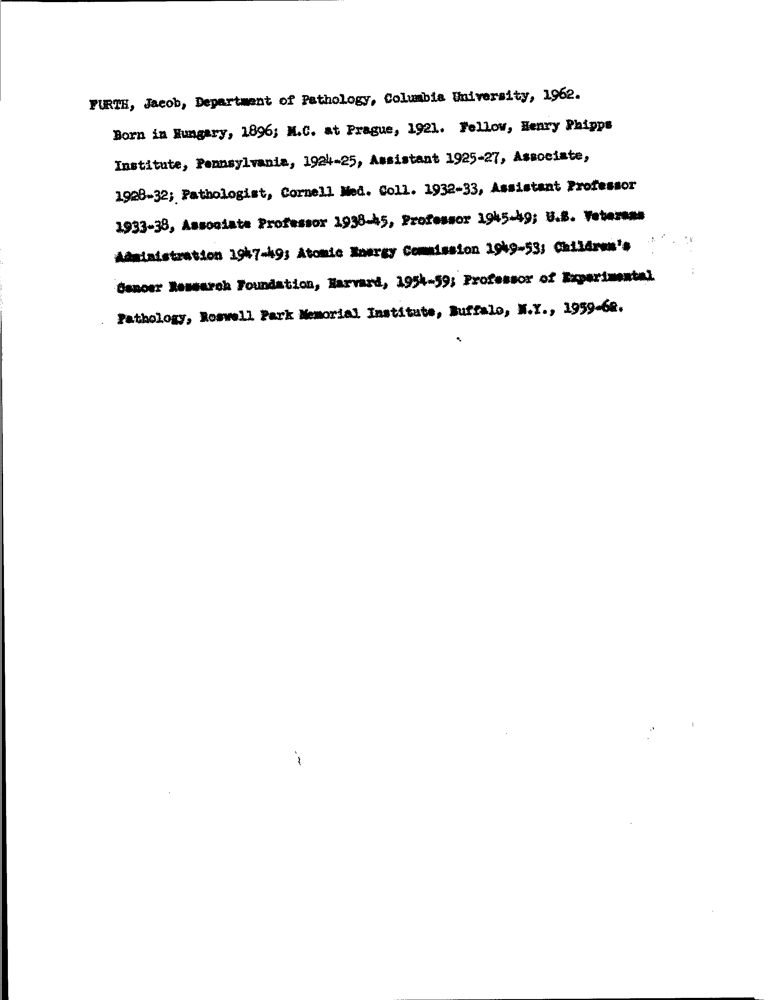 FURTH, Jacob, Department of Pathology, Columbia University, 1962.
Born in Hungary, 1896; M.C. at Prague, 1921. Fellow, Henry Phipps
Institute, Pennsylvania, 1924-25, Assistant 1925-27, Associate,
1928-32; Pathologist, Cornell Med. Coll. 1932-33, Assistant Professor
1933-38, Associate Professor 1938-45, Professor 1945-49; U.S. Veterans
Administration 1947-49; Atomic Energy Commission 1949-53; Children's
Cancer Research Foundation, Harvard, 1954-59; Professor of Experimental
Pathology, Roswell Park Memorial Institute, Buffalo, N.Y., 1959-62.